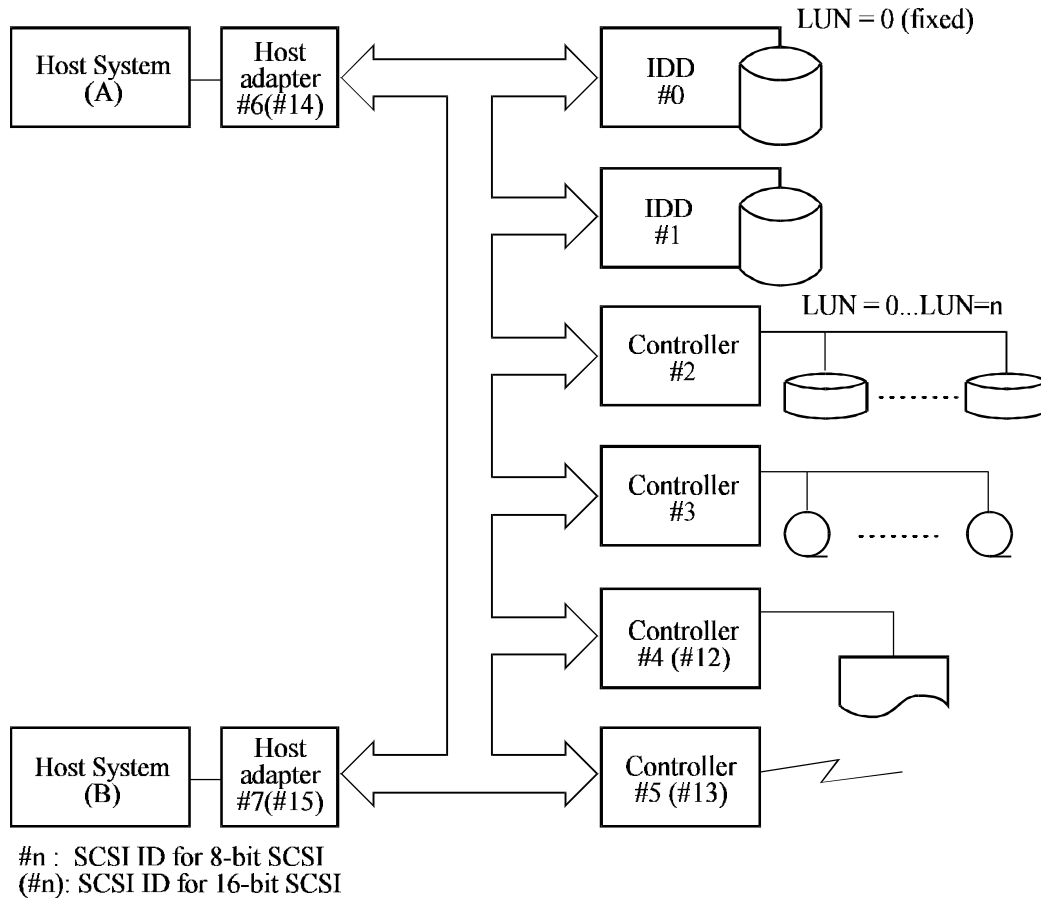 LUN = 0 (fixed)
Host System
(A)
Host
adapter
#6(#14)
IDD
#0
IDD
#1
LUN = 0...LUN=n
Controller
#2
Controller
#3
Controller
#4 (#12)
Host System
(B)
Host
adapter
#7(#15)
Controller
#5 (#13)
#n : SCSI ID for 8-bit SCSI
(#n): SCSI ID for 16-bit SCSI